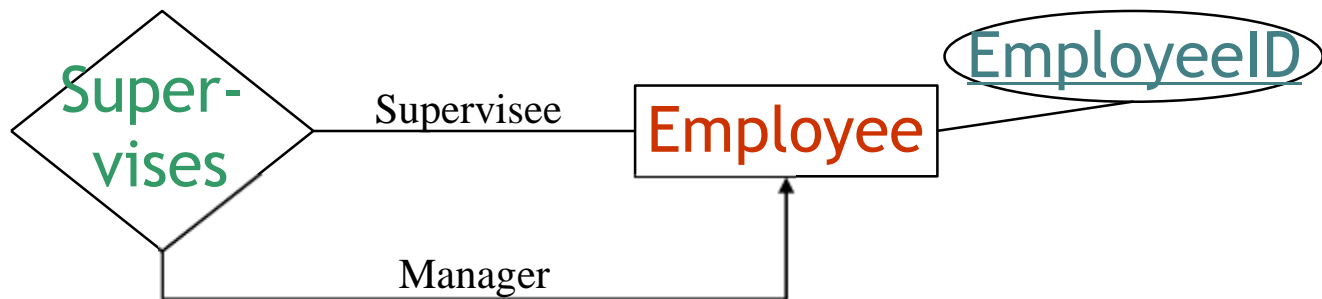 Super-
vises
Supervisee
Employee
EmployeeID
Manager